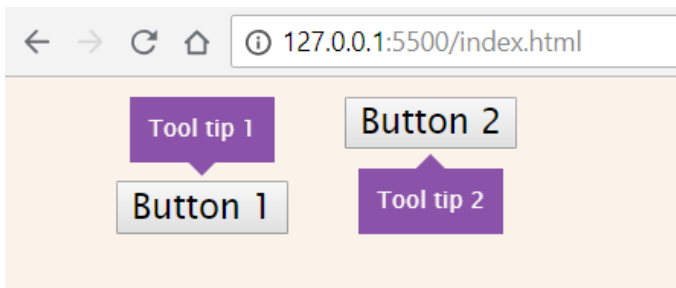 127.0.0.1:5500/index.html
Tool tip 1
Button 2
Button 1
Tool tip 2